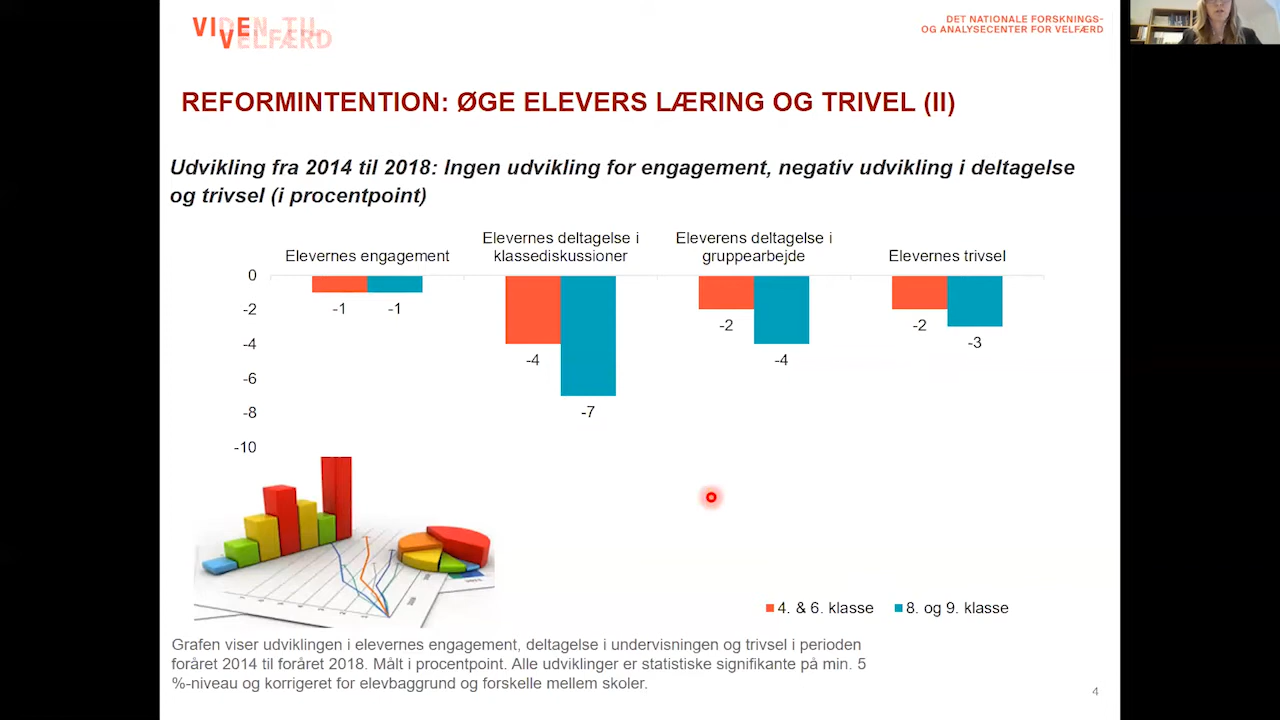 VIDEN TIL
VELFÆRD
DET NATIONALE FORSKNINGS-
OG ANALYSECENTER FOR VELFÆRD
REFORMINTENTION: ØGE ELEVERS LÆRING OG TRIVEL (II)
Udvikling fra 2014 til 2018: Ingen udvikling for engagement, negativ udvikling i deltagelse
og trivsel (i procentpoint)
Elevernes engagement
Elevernes deltagelse i
klassediskussioner
Eleverens deltagelse i
gruppearbejde
Elevernes trivsel
0
-2
-4
-6
-8
-10
-1
-1
-4
-7
-2
-4
-2
-3
4. & 6. klasse
8. og 9. klasse
Grafen viser udviklingen i elevernes engagement, deltagelse i undervisningen og trivsel i perioden
foråret 2014 til foråret 2018. Målt i procentpoint. Alle udviklinger er statistiske signifikante på min. 5
%-niveau og korrigeret for elevbaggrund og forskelle mellem skoler.
4